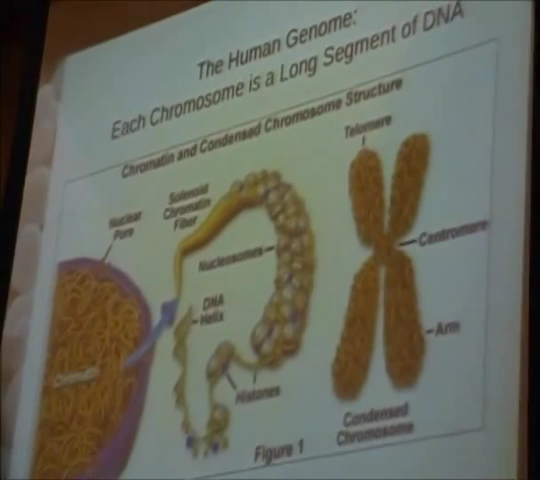 The Human Genome:
Each Chromosome is a Long Segment of DNA
Chromatin and Condensed Chromosome Structure
Telomere
Solenoid
Chromatin
Fiber
Nuclear
Pore
Nucleosomes
Centromere
DNA
Helix
Chromatin
Arm
Histones
Condensed
Chromosome
Figure 1